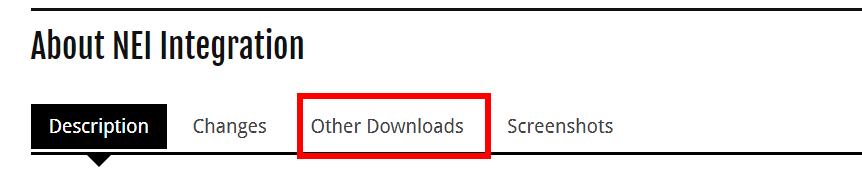 About NEI Integration
Description Changes Other Downloads Screenshots